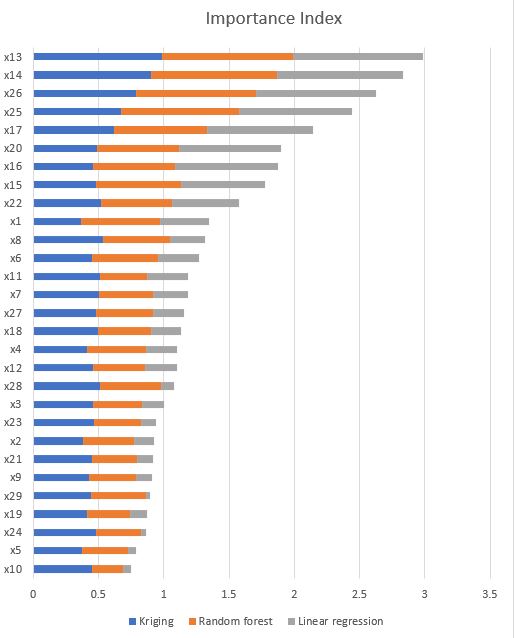 Importance Index
x13
x14
x26
x25
x17
x20
x16
x15
x22
x1
x8
x6
x11
x7
x27
x18
x4
x12
x28
x3
x23
x2
x21
x9
x29
x19
x24
x5
x10
0 0.5 1 1.5 2 2.5 3 3.5
Kriging Random forest Linear regression